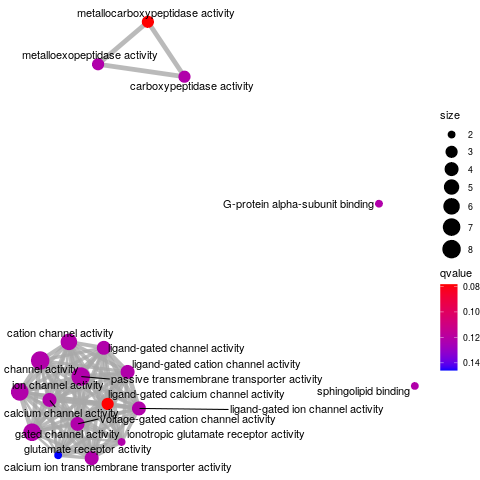 metallocarboxypeptidase activity
metalloexopeptidase activity
carboxypeptidase activity
G-protein alpha-subunit binding
size
2
3
4
5
6
7
8
qvalue
0.08
0.10
0.12
0.14
cation channel activity
ligand-gated channel activity
channel activity
ligand-gated cation channel activity
passive transmembrane transporter activity
ion channel activity
ligand-gated calcium channel activity
sphingolipid binding
calcium channel activity
ligand-gated ion channel activity
voltage-gated cation channel activity
gated channel activity
ionotropic glutamate receptor activity
glutamate receptor activity
calcium ion transmembrane transporter activity